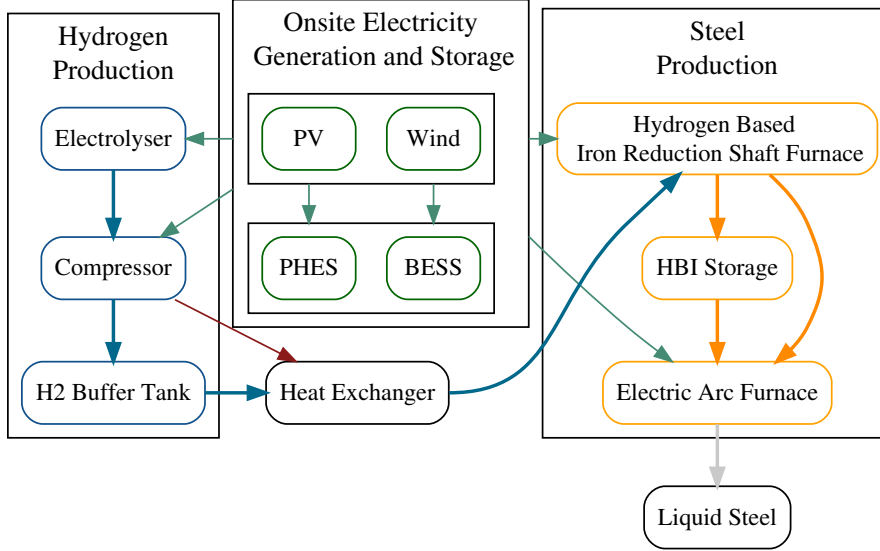 Hydrogen
Production
Electrolyser
Compressor
H2 Buffer Tank
Onsite Electricity
Generation and Storage
PV
Wind
PHES
BESS
Heat Exchanger
Steel
Production
Hydrogen Based
Iron Reduction Shaft Furnace
HBI Storage
Electric Arc Furnace
Liquid Steel